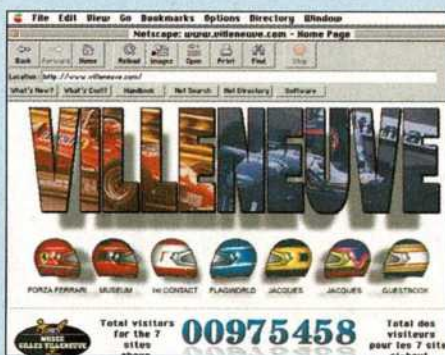 File Edit View Go Bookmarks Options Directory Window
Netscape: www.villeneuve.com - Home Page
Back Forward Home Reload Images Open Print Find Stop
Location: http://www.villeneuve.com/
What's New? What's Cool? Handbook Net Search Net Directory Software
VILLENEUVE
FORZA FERRARI MUSEUM CONTACT FLAGWORLD JACQUES JACQUES GUESTBOOK
MUSEE
GILLES VILLENEUVE
Total visitors
for the 7
sites
above
00975458
Total des
visiteurs
pour les 7 sit